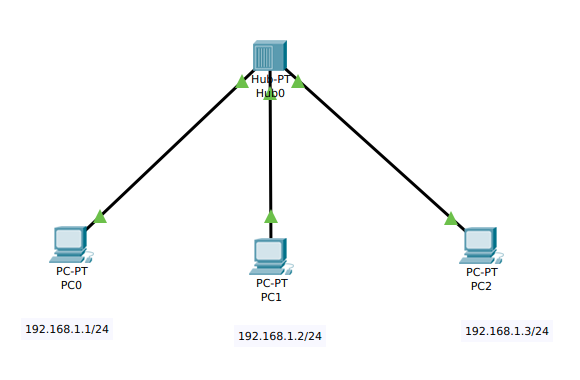 Hub-PT
Hub0
PC-PT
PC0
PC-PT
PC1
PC-PT
PC2
192.168.1.1/24
192.168.1.2/24
192.168.1.3/24